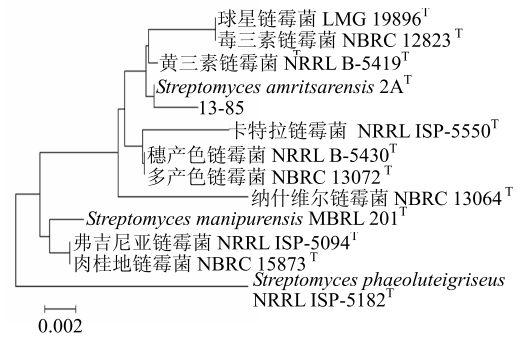 球星链霉菌 LMG 19896T
毒三素链霉菌 NBRC 12823 T
黄三素链霉菌 NRRL B-5419T
Streptomyces amritsarensis 2AT
13-85
卡特拉链霉菌 NRRL ISP-5550T
穗产色链霉菌 NRRL B-5430T
多产色链霉菌 NBRC 13072 T
纳什维尔链霉菌 NBRC 13064 T
Streptomyces manipurensis MBRL 201T
弗吉尼亚链霉菌 NRRL ISP-5094T
肉桂地链霉菌 NBRC 15873 T
Streptomyces phaeoluteigriseus
NRRL ISP-5182T
0.002